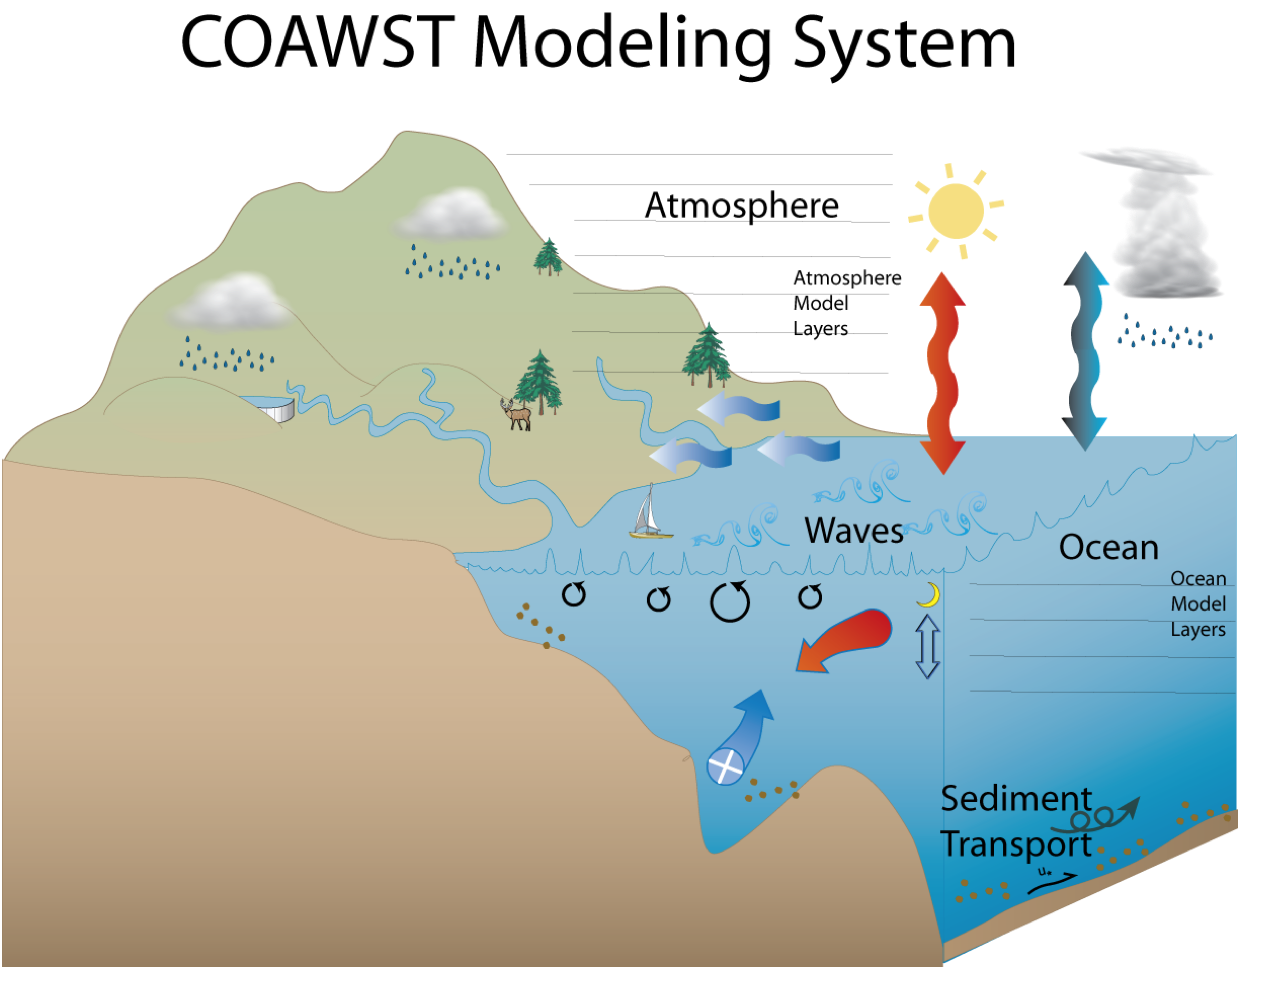 COAWST Modeling System
Atmosphere
Atmosphere
Model
Layers
Waves
Ocean
Ocean
Model
Layers
Sediment
Transport
u*